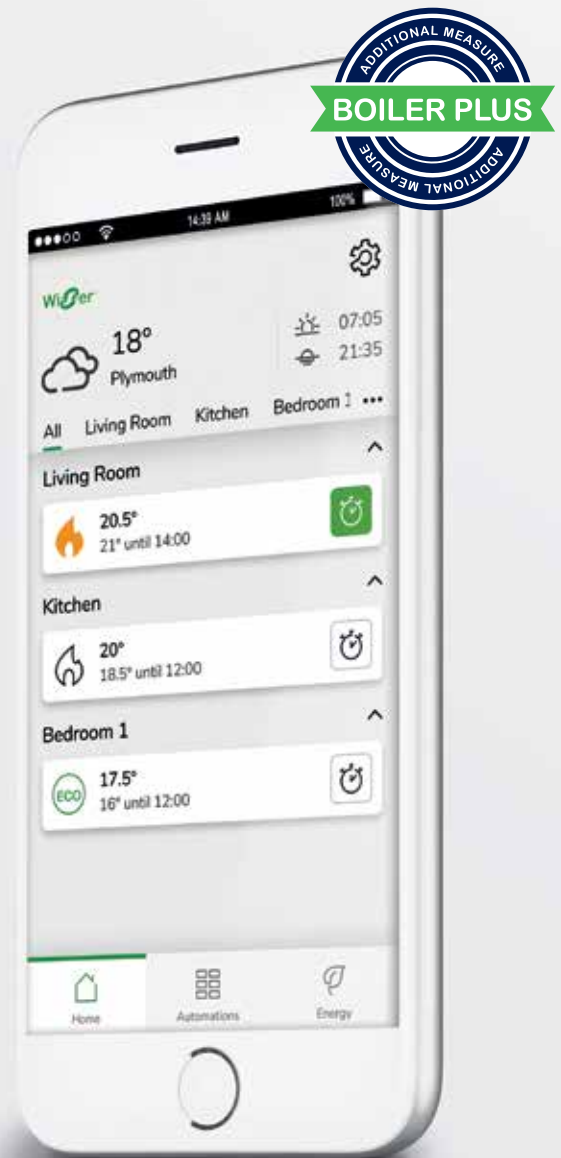 ADDITIONAL MEASURE
BOILER PLUS
ADDITIONAL MEASURE
14:39 AM
100%
Wiser
18°
Plymouth
07:05
21:35
All Living Room Kitchen Bedroom 1
Living Room
20.5°
21° until 14:00
Kitchen
20°
18.5° until 12:00
Bedroom 1
ECO
17.5°
16° until 12:00
Home Automations Energy